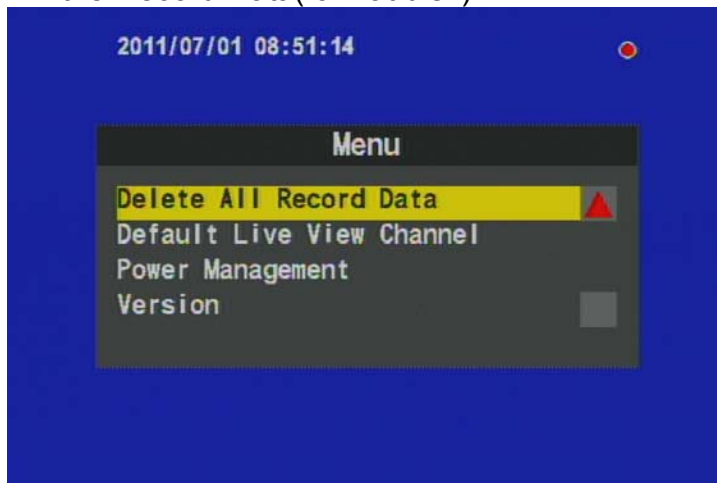 2011/07/01 08:51:14
Menu
Delete All Record Data
Default Live View Channel
Power Management
Version